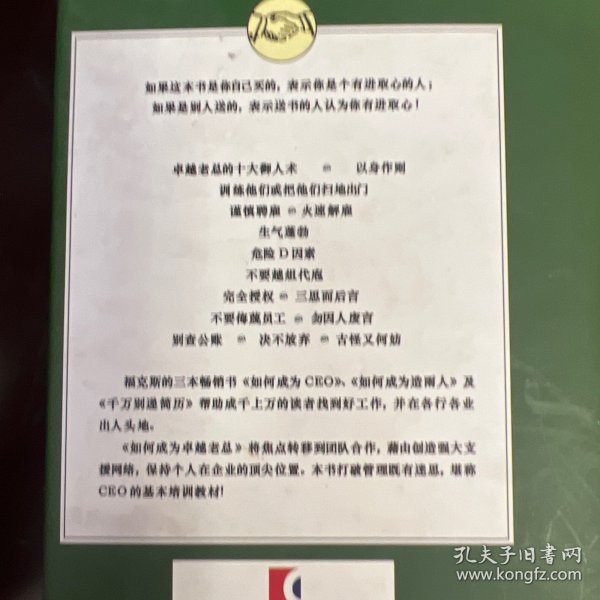 如果这本书是你自己买的，表示你是个有进取心的人；
如果是别人送的，表示送书的人认为你有进取心！
卓越老总的十大御人术 ∞ 以身作则
训练他们或把他们扫地出门
谨慎聘雇 ∞ 火速解雇
生气蓬勃
危险D因素
不要越俎代庖
完全授权 ∞ 三思而后言
不要侮蔑员工 ∞ 勿因人废言
别查公账 ∞ 决不放弃 ∞ 古怪又何妨
福克斯的三本畅销书《如何成为CEO》、《如何成为造雨人》及
《千万别递简历》帮助成千上万的读者找到好工作，并在各行各业
出人头地。
《如何成为卓越老总》将焦点转移到团队合作，藉由创造强大支
援网络，保持个人在企业的顶尖位置。本书打破管理既有迷思，堪称
CEO的基本培训教材！
孔夫子旧书网
www.kongfz.com